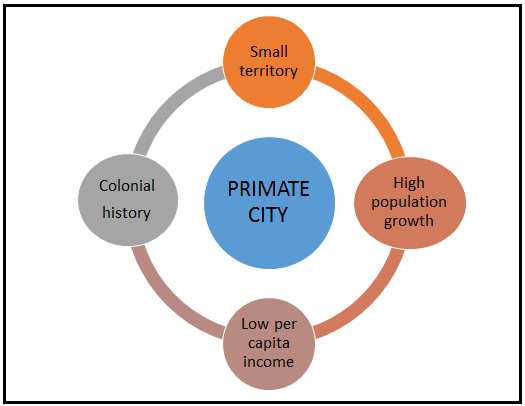 Small
territory
Colonial
history
PRIMATE
CITY
High
population
growth
Low per
capita
income